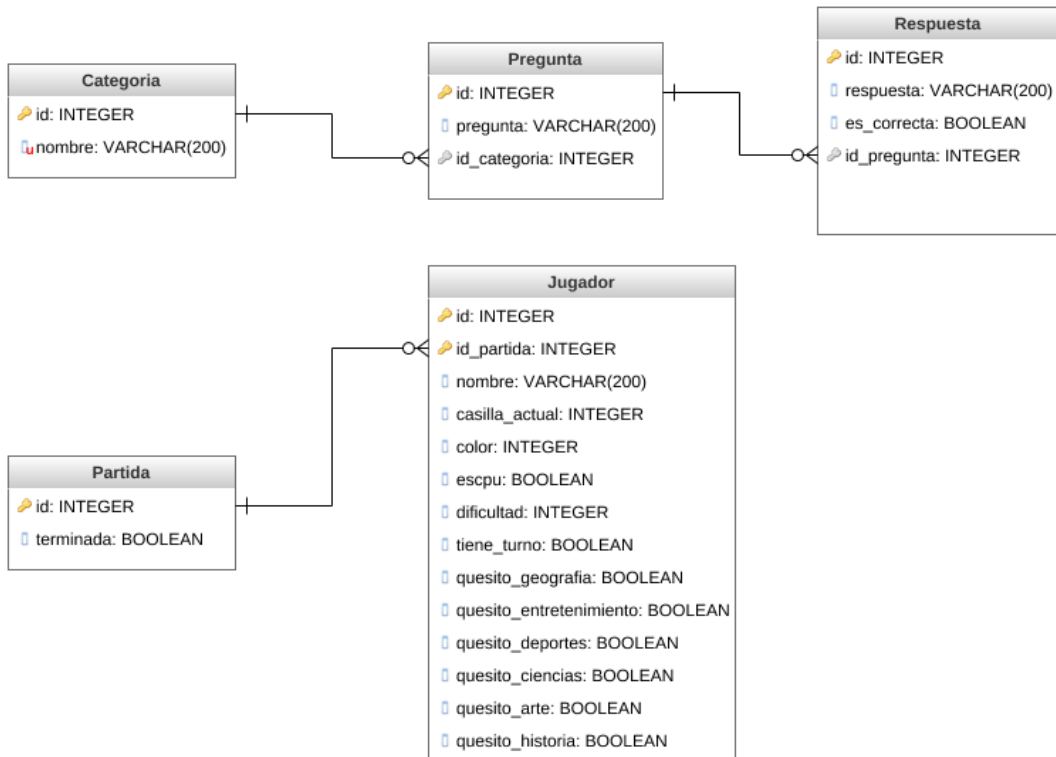 Categoria
id: INTEGER
nombre: VARCHAR(200)
Pregunta
id: INTEGER
pregunta: VARCHAR(200)
id_categoria: INTEGER
Respuesta
id: INTEGER
respuesta: VARCHAR(200)
es_correcta: BOOLEAN
id_pregunta: INTEGER
Partida
id: INTEGER
terminada: BOOLEAN
Jugador
id: INTEGER
id_partida: INTEGER
nombre: VARCHAR(200)
casilla_actual: INTEGER
color: INTEGER
escpu: BOOLEAN
dificultad: INTEGER
tiene_turno: BOOLEAN
quesito_geografia: BOOLEAN
quesito_entretenimiento: BOOLEAN
quesito_deportes: BOOLEAN
quesito_ciencias: BOOLEAN
quesito_arte: BOOLEAN
quesito_historia: BOOLEAN